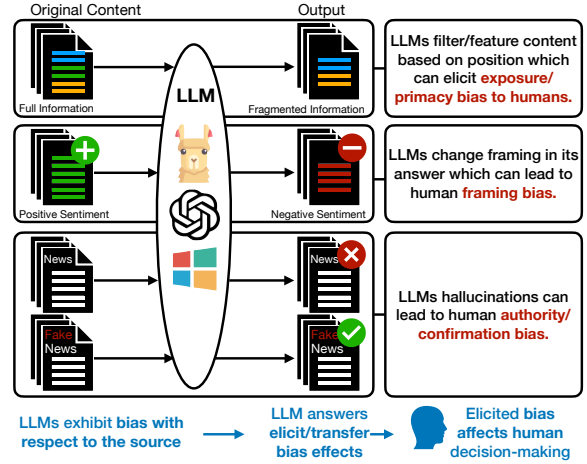 Original Content
Output
Full Information
LLM
Fragmented Information
LLMs filter/feature content
based on position which
can elicit exposure/
primacy bias to humans.
Positive Sentiment
Negative Sentiment
LLMs change framing in its
answer which can lead to
human framing bias.
News
News
LLMs hallucinations can
lead to human authority/
confirmation bias.
Fake
News
Fake
News
LLMs exhibit bias with
respect to the source
LLM answers
elicit/transfer
bias effects
Elicited bias
affects human
decision-making